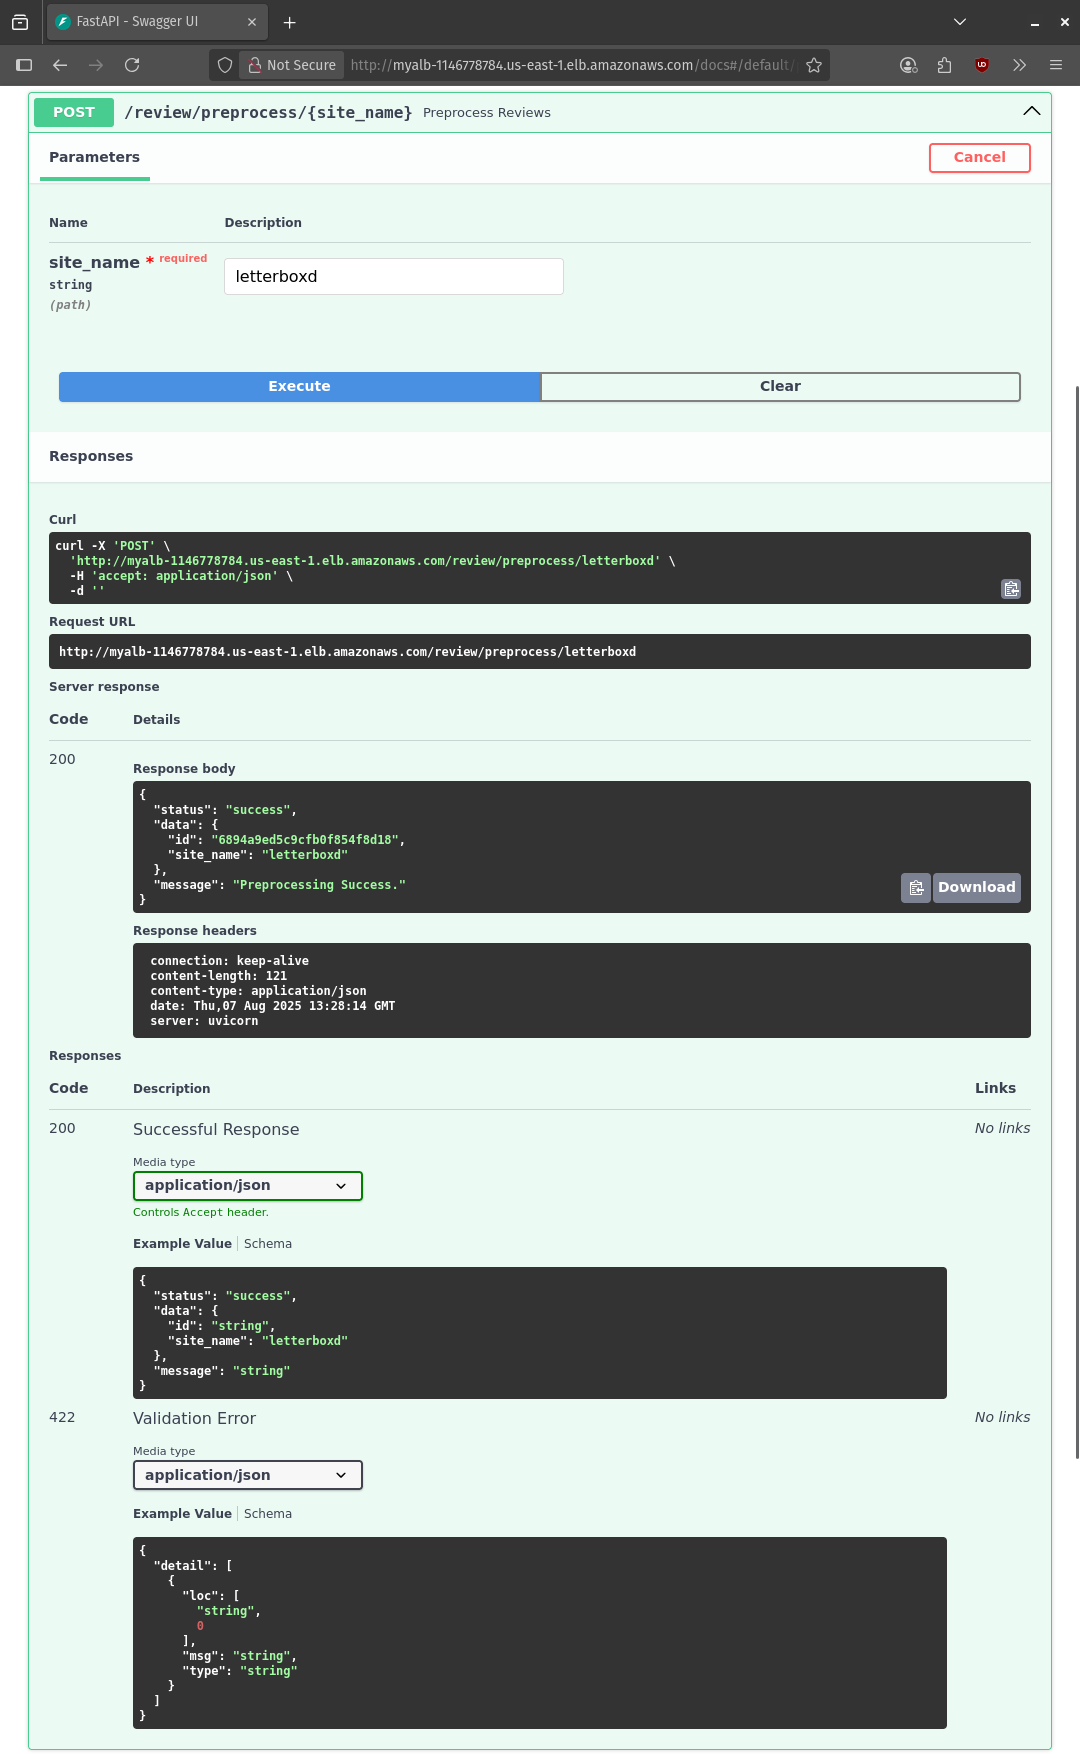 FastAPI - Swagger UI
Not Secure
http://myalb-1146778784.us-east-1.elb.amazonaws.com/docs#/default/
POST /review/preprocess/{site_name} Preprocess Reviews
Parameters
Cancel
Name Description
site_name * required
letterboxd
string
(path)
Execute
Clear
Responses
Curl
curl -X 'POST' \
'http://myalb-1146778784.us-east-1.elb.amazonaws.com/review/preprocess/letterboxd' \
-H 'accept: application/json' \
-d ''
Request URL
http://myalb-1146778784.us-east-1.elb.amazonaws.com/review/preprocess/letterboxd
Server response
Code Details
200
Response body
{
"status": "success",
"data": {
"id": "6894a9ed5c9cfb0f854f8d18",
"site_name": "letterboxd"
},
"message": "Preprocessing Success."
}
Download
Response headers
connection: keep-alive
content-length: 121
content-type: application/json
date: Thu,07 Aug 2025 13:28:14 GMT
server: uvicorn
Responses
Code Description Links
200 Successful Response No links
Media type
application/json
Controls Accept header.
Example Value Schema
{
"status": "success",
"data": {
"id": "string",
"site_name": "letterboxd"
},
"message": "string"
}
422 Validation Error No links
Media type
application/json
Example Value Schema
{
"detail": [
{
"loc": [
"string",
0
],
"msg": "string",
"type": "string"
}
]
}